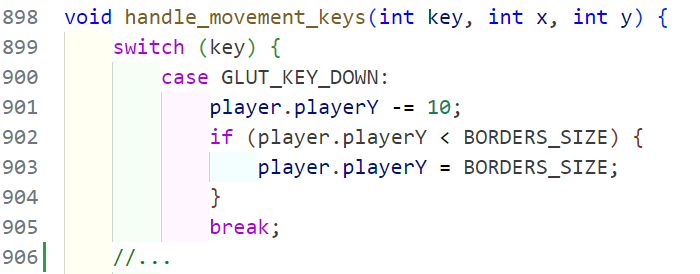 898 void handle_movement_keys(int key, int x, int y) {
899     switch (key) {
900         case GLUT_KEY_DOWN:
901             player.playerY -= 10;
902             if (player.playerY < BORDERS_SIZE) {
903                 player.playerY = BORDERS_SIZE;
904             }
905             break;
906     //...